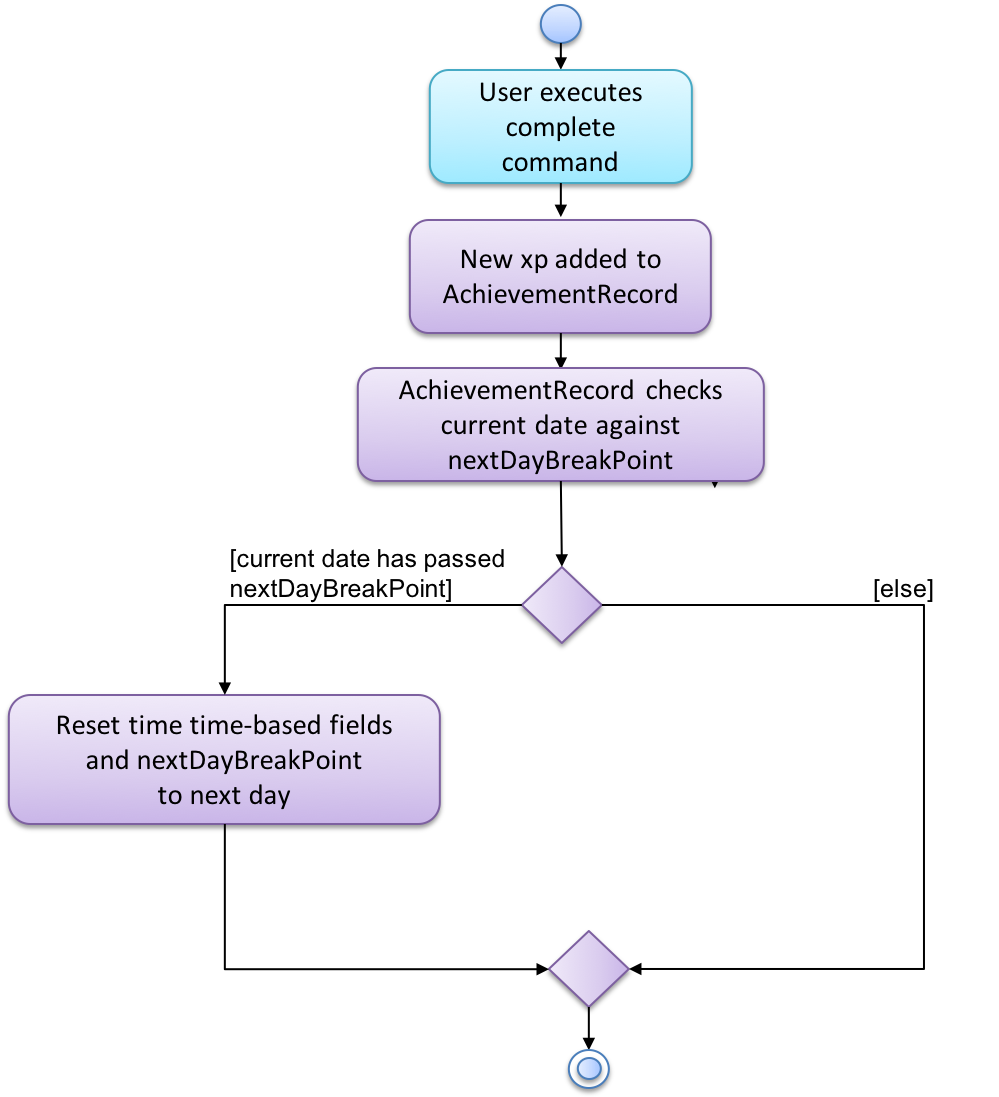 User executes
complete
command
New xp added to
AchievementRecord
AchievementRecord checks
current date against
nextDayBreakPoint
[current date has passed
nextDayBreakPoint]
[else]
Reset time time-based fields
and nextDayBreakPoint
to next day